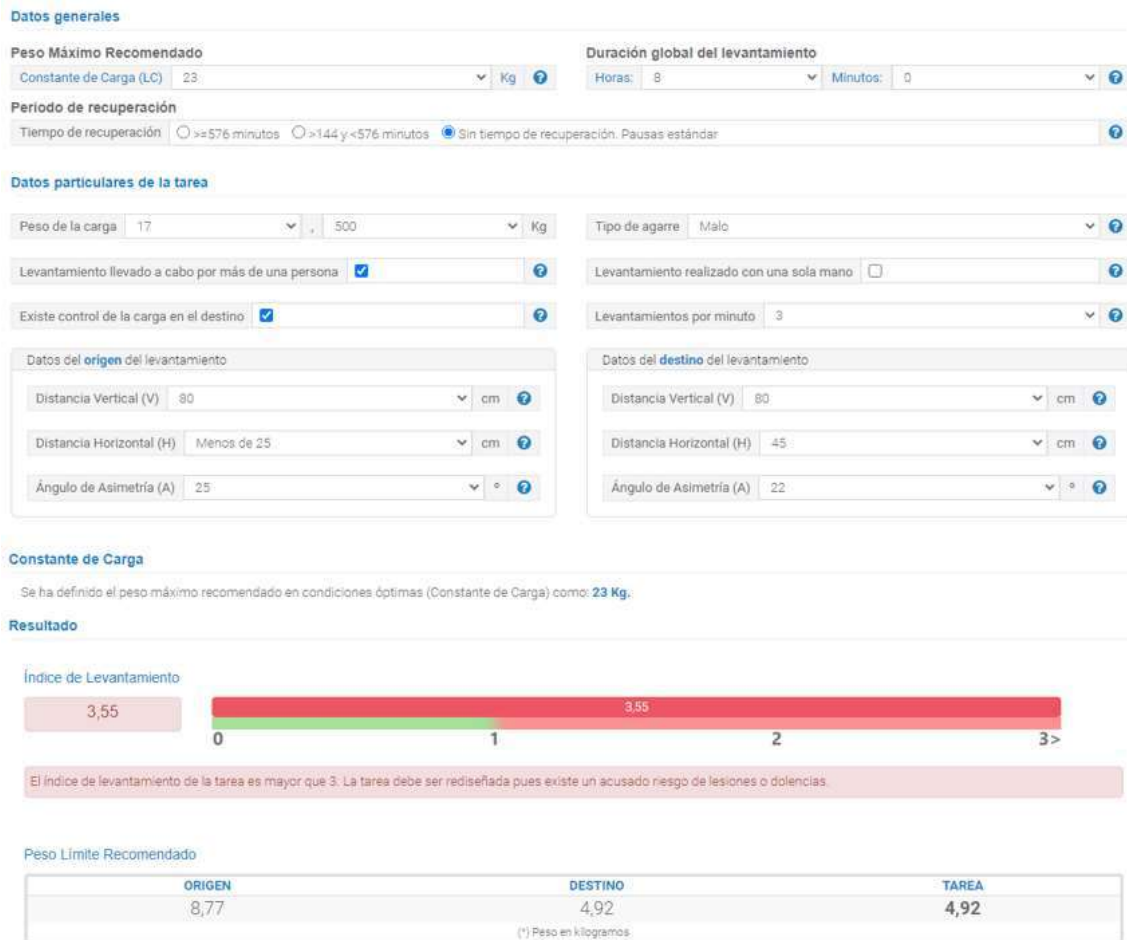 Datos generales
Peso Máximo Recomendado
Constante de Carga (LC) 23 Kg
Duración global del levantamiento
Horas: 8 Minutos: 0
Periodo de recuperación
Tiempo de recuperación >=576 minutos >144 y <576 minutos Sin tiempo de recuperación. Pausas estándar
Datos particulares de la tarea
Peso de la carga 17 , 500 Kg
Tipo de agarre Malo
Levantamiento llevado a cabo por más de una persona
Levantamiento realizado con una sola mano
Existe control de la carga en el destino
Levantamientos por minuto 3
Datos del origen del levantamiento
Distancia Vertical (V) 80 cm
Distancia Horizontal (H) Menos de 25 cm
Ángulo de Asimetría (A) 25 °
Datos del destino del levantamiento
Distancia Vertical (V) 80 cm
Distancia Horizontal (H) 45 cm
Ángulo de Asimetría (A) 22 °
Constante de Carga
Se ha definido el peso máximo recomendado en condiciones óptimas (Constante de Carga) como: 23 Kg.
Resultado
Índice de Levantamiento
3,55
3,55
0 1 2 3>
El índice de levantamiento de la tarea es mayor que 3. La tarea debe ser rediseñada pues existe un acusado riesgo de lesiones o dolencias.
Peso Límite Recomendado
ORIGEN DESTINO TAREA
8,77 4,92 4,92
(*) Peso en kilogramos